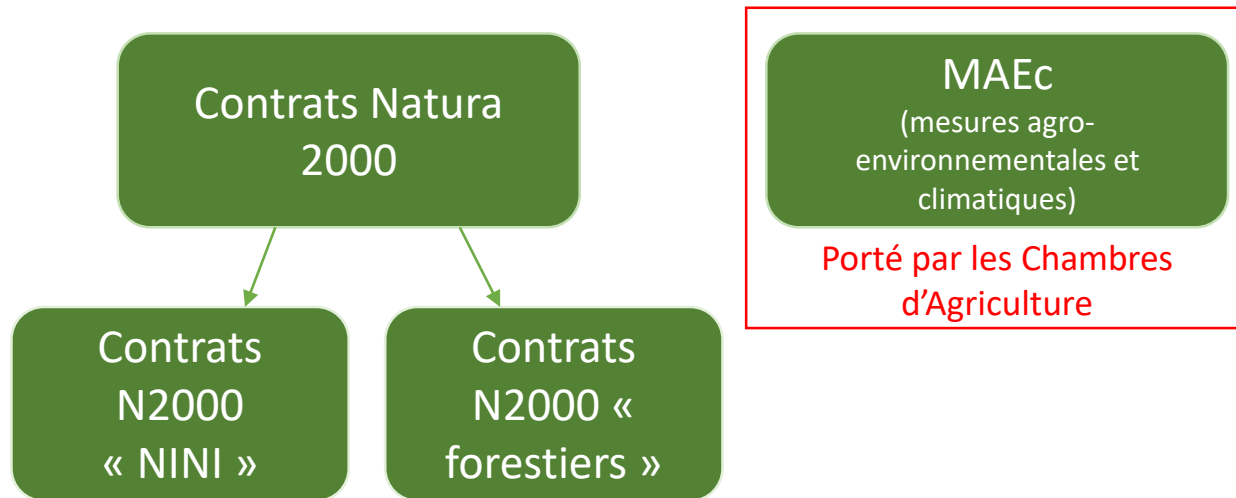 Contrats Natura
2000
MAEc
(mesures agro-
environnementales et
climatiques)
Porté par les Chambres
d’Agriculture
Contrats
N2000
« NINI »
Contrats
N2000 «
forestiers »